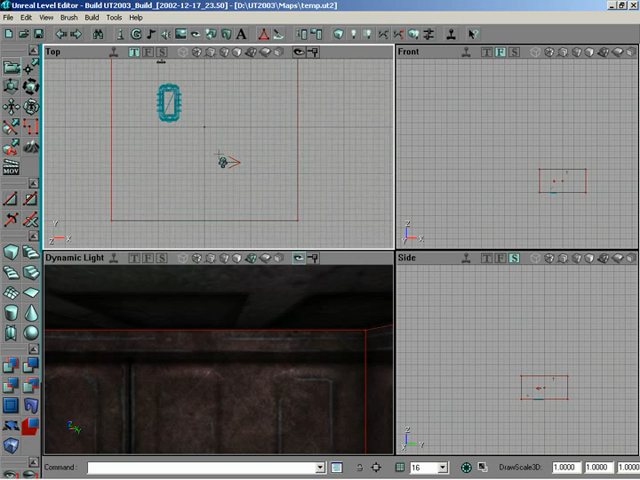 Unreal Level Editor - Build UT2003_Build_[2002-12-17_23.50] - [D:\UT2003\Maps\temp.ut2]
File Edit View Brush Build Tools Help
Top
T F S
Front
T F S
MOV
Y
Z X
Z
Y X
Dynamic Light
T F S
Side
T F S
Z
X Y
Command :
16
DrawScale3D:
1.0000
1.0000
1.0000